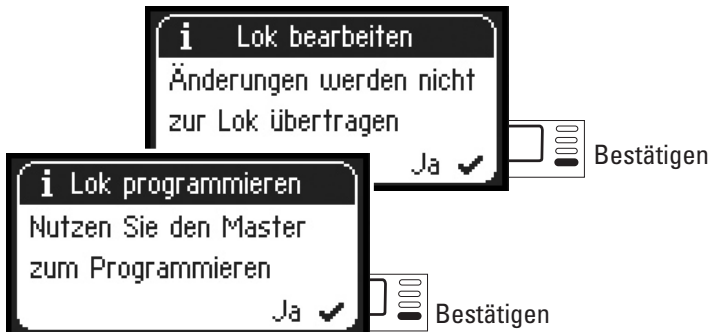 i Lok bearbeiten
Änderungen werden nicht
zur Lok übertragen
Ja ✔
Bestätigen
i Lok programmieren
Nutzen Sie den Master
zum Programmieren
Ja ✔
Bestätigen